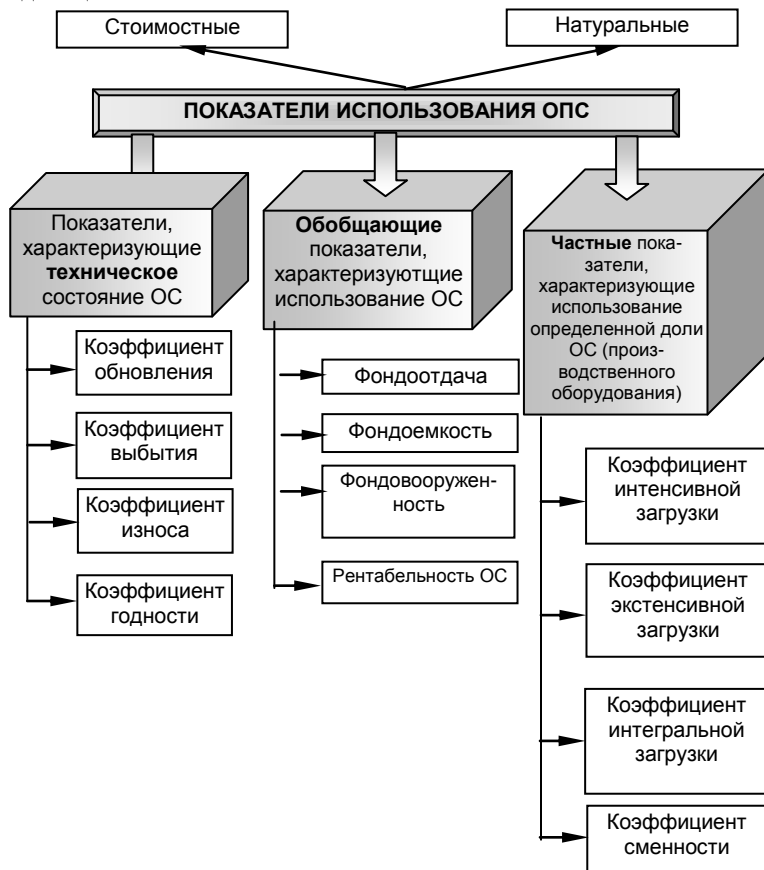 Стоимостные
Натуральные
ПОКАЗАТЕЛИ ИСПОЛЬЗОВАНИЯ ОПС
Показатели,
характеризующие
техническое
состояние ОС
Коэффициент
обновления
Коэффициент
выбытия
Коэффициент
износа
Коэффициент
годности
Обобщающие
показатели,
характеризуютщие
использование ОС
Фондоотдача
Фондоемкость
Фондовооружен-
ность
Рентабельность ОС
Частные пока-
затели,
характеризующие
использование
определенной доли
ОС (произ-
водственного
оборудования)
Коэффициент
интенсивной
загрузки
Коэффициент
экстенсивной
загрузки
Коэффициент
интегральной
загрузки
Коэффициент
сменности